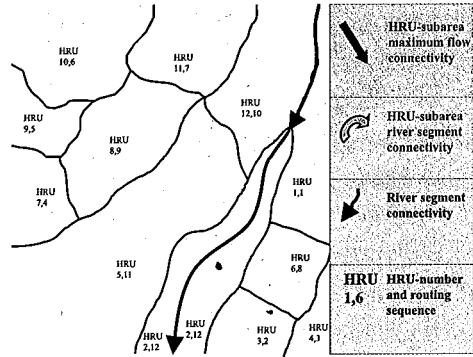 HRU
10,6
HRU
11,7
HRU
12,10
HRU
9,5
HRU
8,9
HRU
7,4
HRU
1,1
HRU
5,11
HRU
6,8
HRU
2,12
HRU
2,12
HRU
3,2
HRU
4,3
HRU-subarea
maximum flow
connectivity
HRU-subarea
river segment
connectivity
River segment
connectivity
HRU
1,6
HRU-number
and routing
sequence